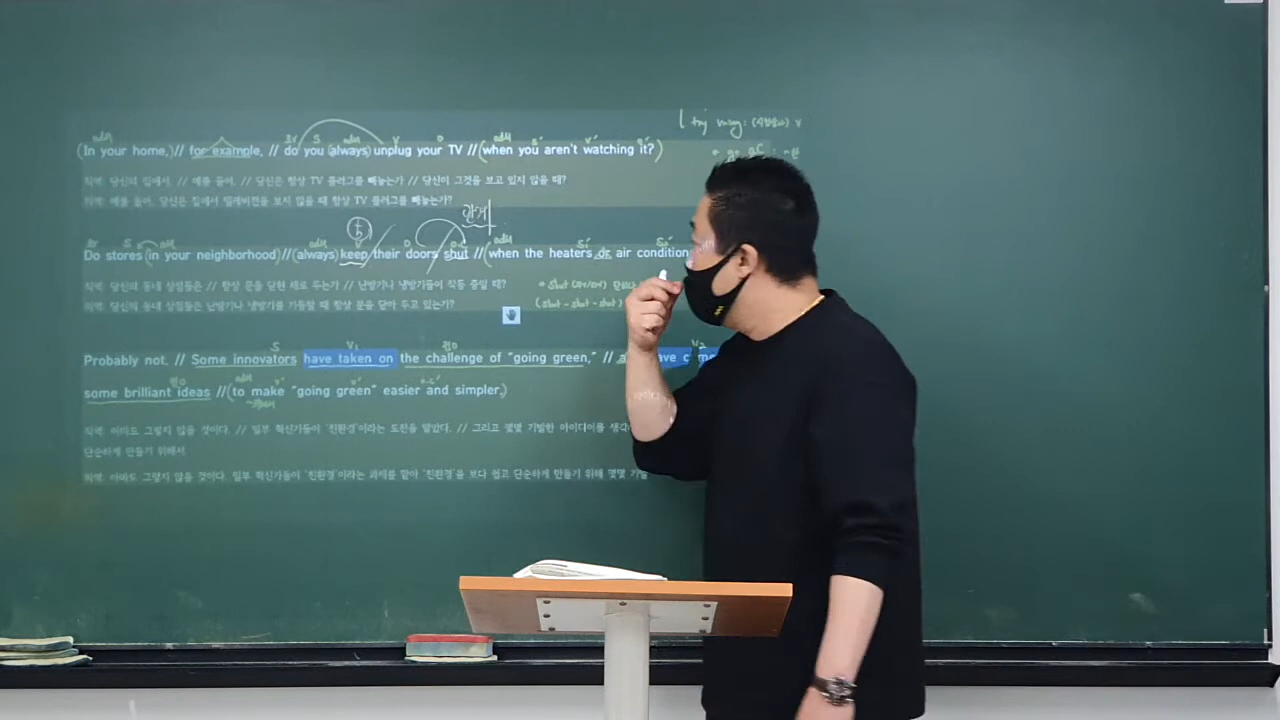 (In your home,)// for example, // do you (always) unplug your TV //(when you aren't watching it?)
직역: 당신의 집에서, // 예를 들어, // 당신은 항상 TV 플러그를 빼놓는가 // 당신이 그것을 보고 있지 않을 때?
의역: 예를 들어, 당신은 집에서 텔레비전을 보지 않을 때 항상 TV 플러그를 빼놓는가?
Do stores (in your neighborhood)//(always) keep their doors shut //(when the heaters or air condition
직역: 당신의 동네 상점들은 // 항상 문을 닫힌 채로 두는가 // 난방기나 냉방기들이 작동 중일 때?
의역: 당신의 동네 상점들은 난방기나 냉방기를 가동할 때 항상 문을 닫아 두고 있는가?
(shut - shut - shut)
Probably not. // Some innovators have taken on the challenge of "going green," //
some brilliant ideas //(to make "going green" easier and simpler.)
직역: 아마도 그렇지 않을 것이다. // 일부 혁신가들이 '친환경'이라는 도전을 맡았다. // 그리고 몇몇 기발한 아이디어를
단순하게 만들기 위해서
의역: 아마도 그렇지 않을 것이다. 일부 혁신가들이 '친환경'이라는 과제를 맡아 '친환경'을 보다 쉽고 단순하게 만들기 위해 몇몇